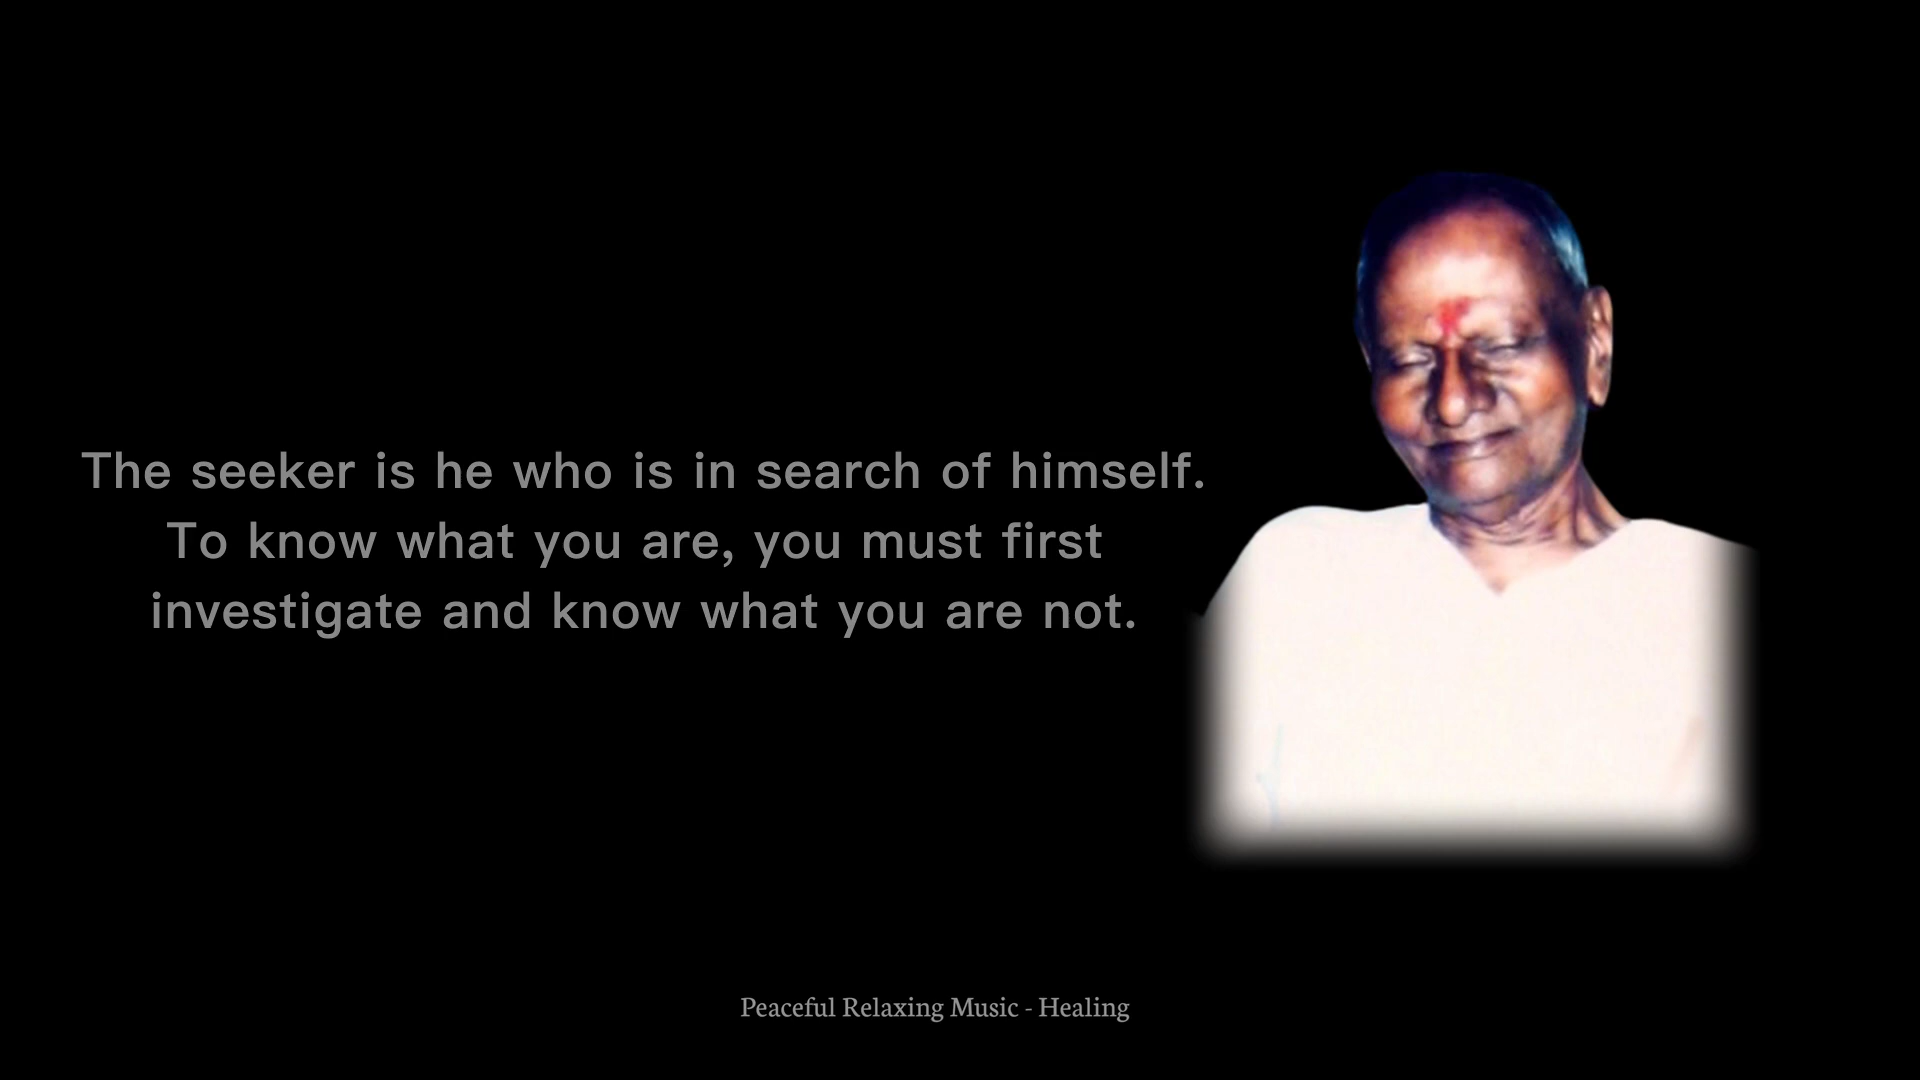 The seeker is he who is in search of himself.
To know what you are, you must first
investigate and know what you are not.
Peaceful Relaxing Music - Healing